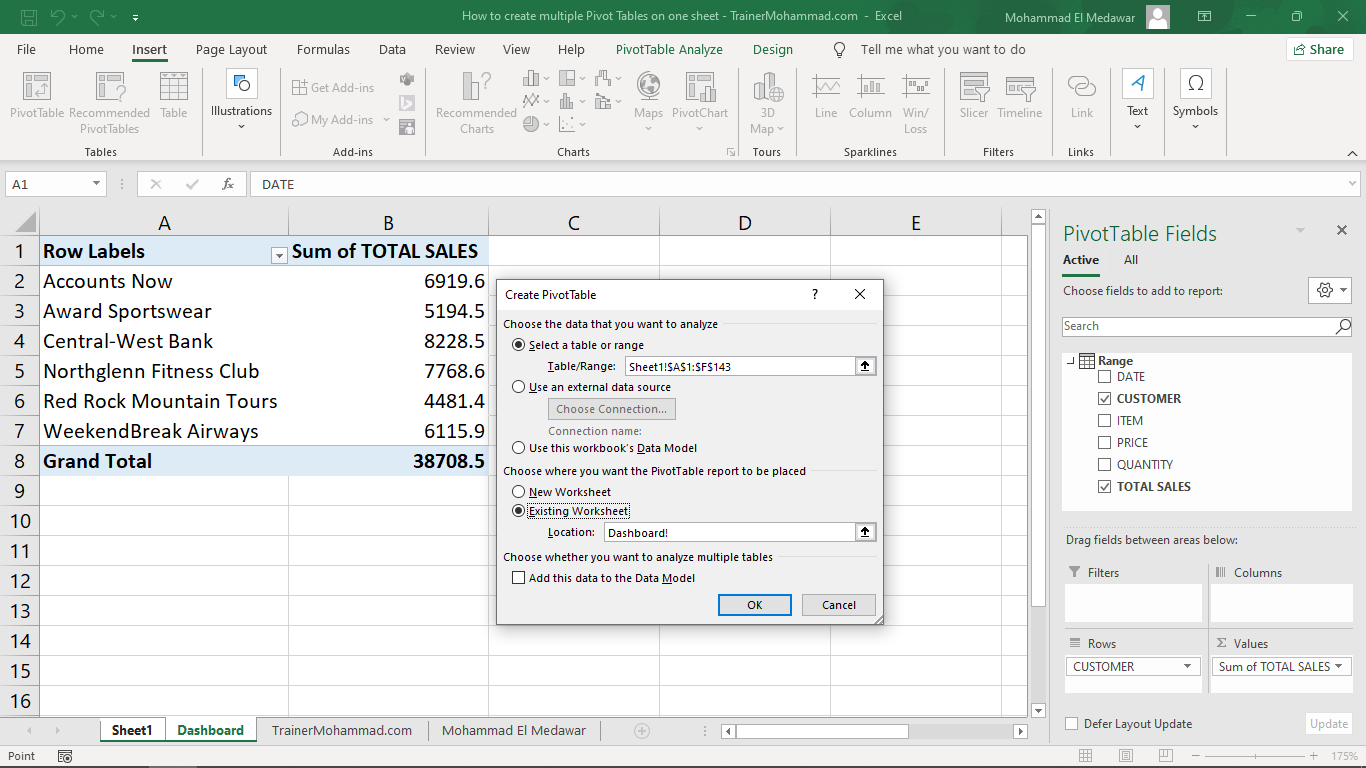 How to create multiple Pivot Tables on one sheet - TrainerMohammad.com - Excel
Mohammad El Medawar
File Home Insert Page Layout Formulas Data Review View Help PivotTable Analyze Design Tell me what you want to do Share
PivotTable Recommended PivotTables Table
Tables
Illustrations
Get Add-ins
My Add-ins
Add-ins
Recommended Charts
Maps PivotChart
Charts
3D Map
Tours
Line Column Win/Loss
Sparklines
Slicer Timeline
Filters
Link
Links
Text
Symbols
A1 fx DATE
A B C D E
1 Row Labels Sum of TOTAL SALES
2 Accounts Now 6919.6
3 Award Sportswear 5194.5
4 Central-West Bank 8228.5
5 Northglenn Fitness Club 7768.6
6 Red Rock Mountain Tours 4481.4
7 WeekendBreak Airways 6115.9
8 Grand Total 38708.5
9
10
11
12
13
14
15
16
Create PivotTable ?
Choose the data that you want to analyze
Select a table or range
Table/Range: Sheet1!$A$1:$F$143
Use an external data source
Choose Connection...
Connection name:
Use this workbook's Data Model
Choose where you want the PivotTable report to be placed
New Worksheet
Existing Worksheet
Location: Dashboard!
Choose whether you want to analyze multiple tables
Add this data to the Data Model
OK Cancel
PivotTable Fields
Active All
Choose fields to add to report:
Search
Range
DATE
CUSTOMER
ITEM
PRICE
QUANTITY
TOTAL SALES
Drag fields between areas below:
Filters Columns
Rows Σ Values
CUSTOMER Sum of TOTAL SALES
Defer Layout Update Update
Sheet1 Dashboard TrainerMohammad.com Mohammad El Medawar
Point 175%